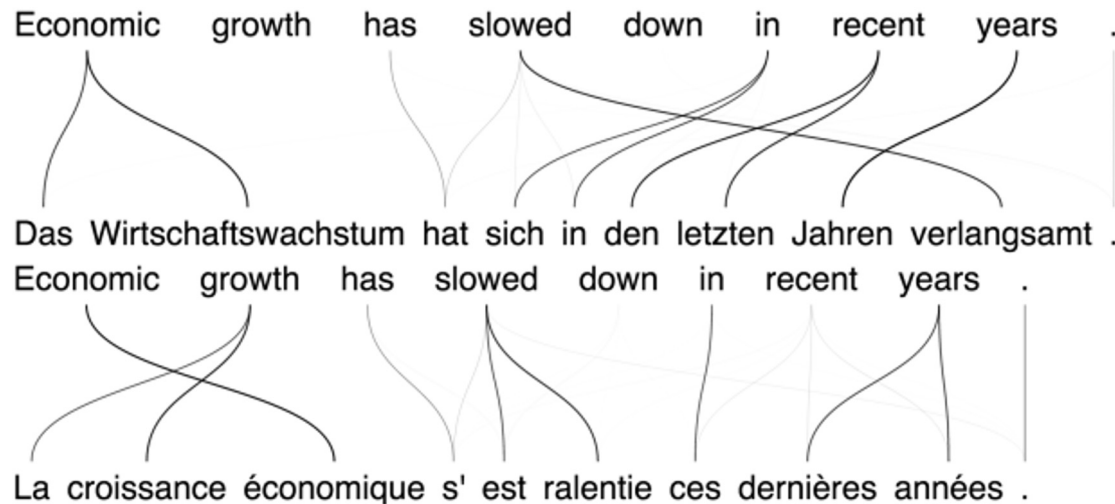 Economic growth has slowed down in recent years .
Das Wirtschaftswachstum hat sich in den letzten Jahren verlangsamt .
Economic growth has slowed down in recent years .
La croissance économique s' est ralentie ces dernières années .